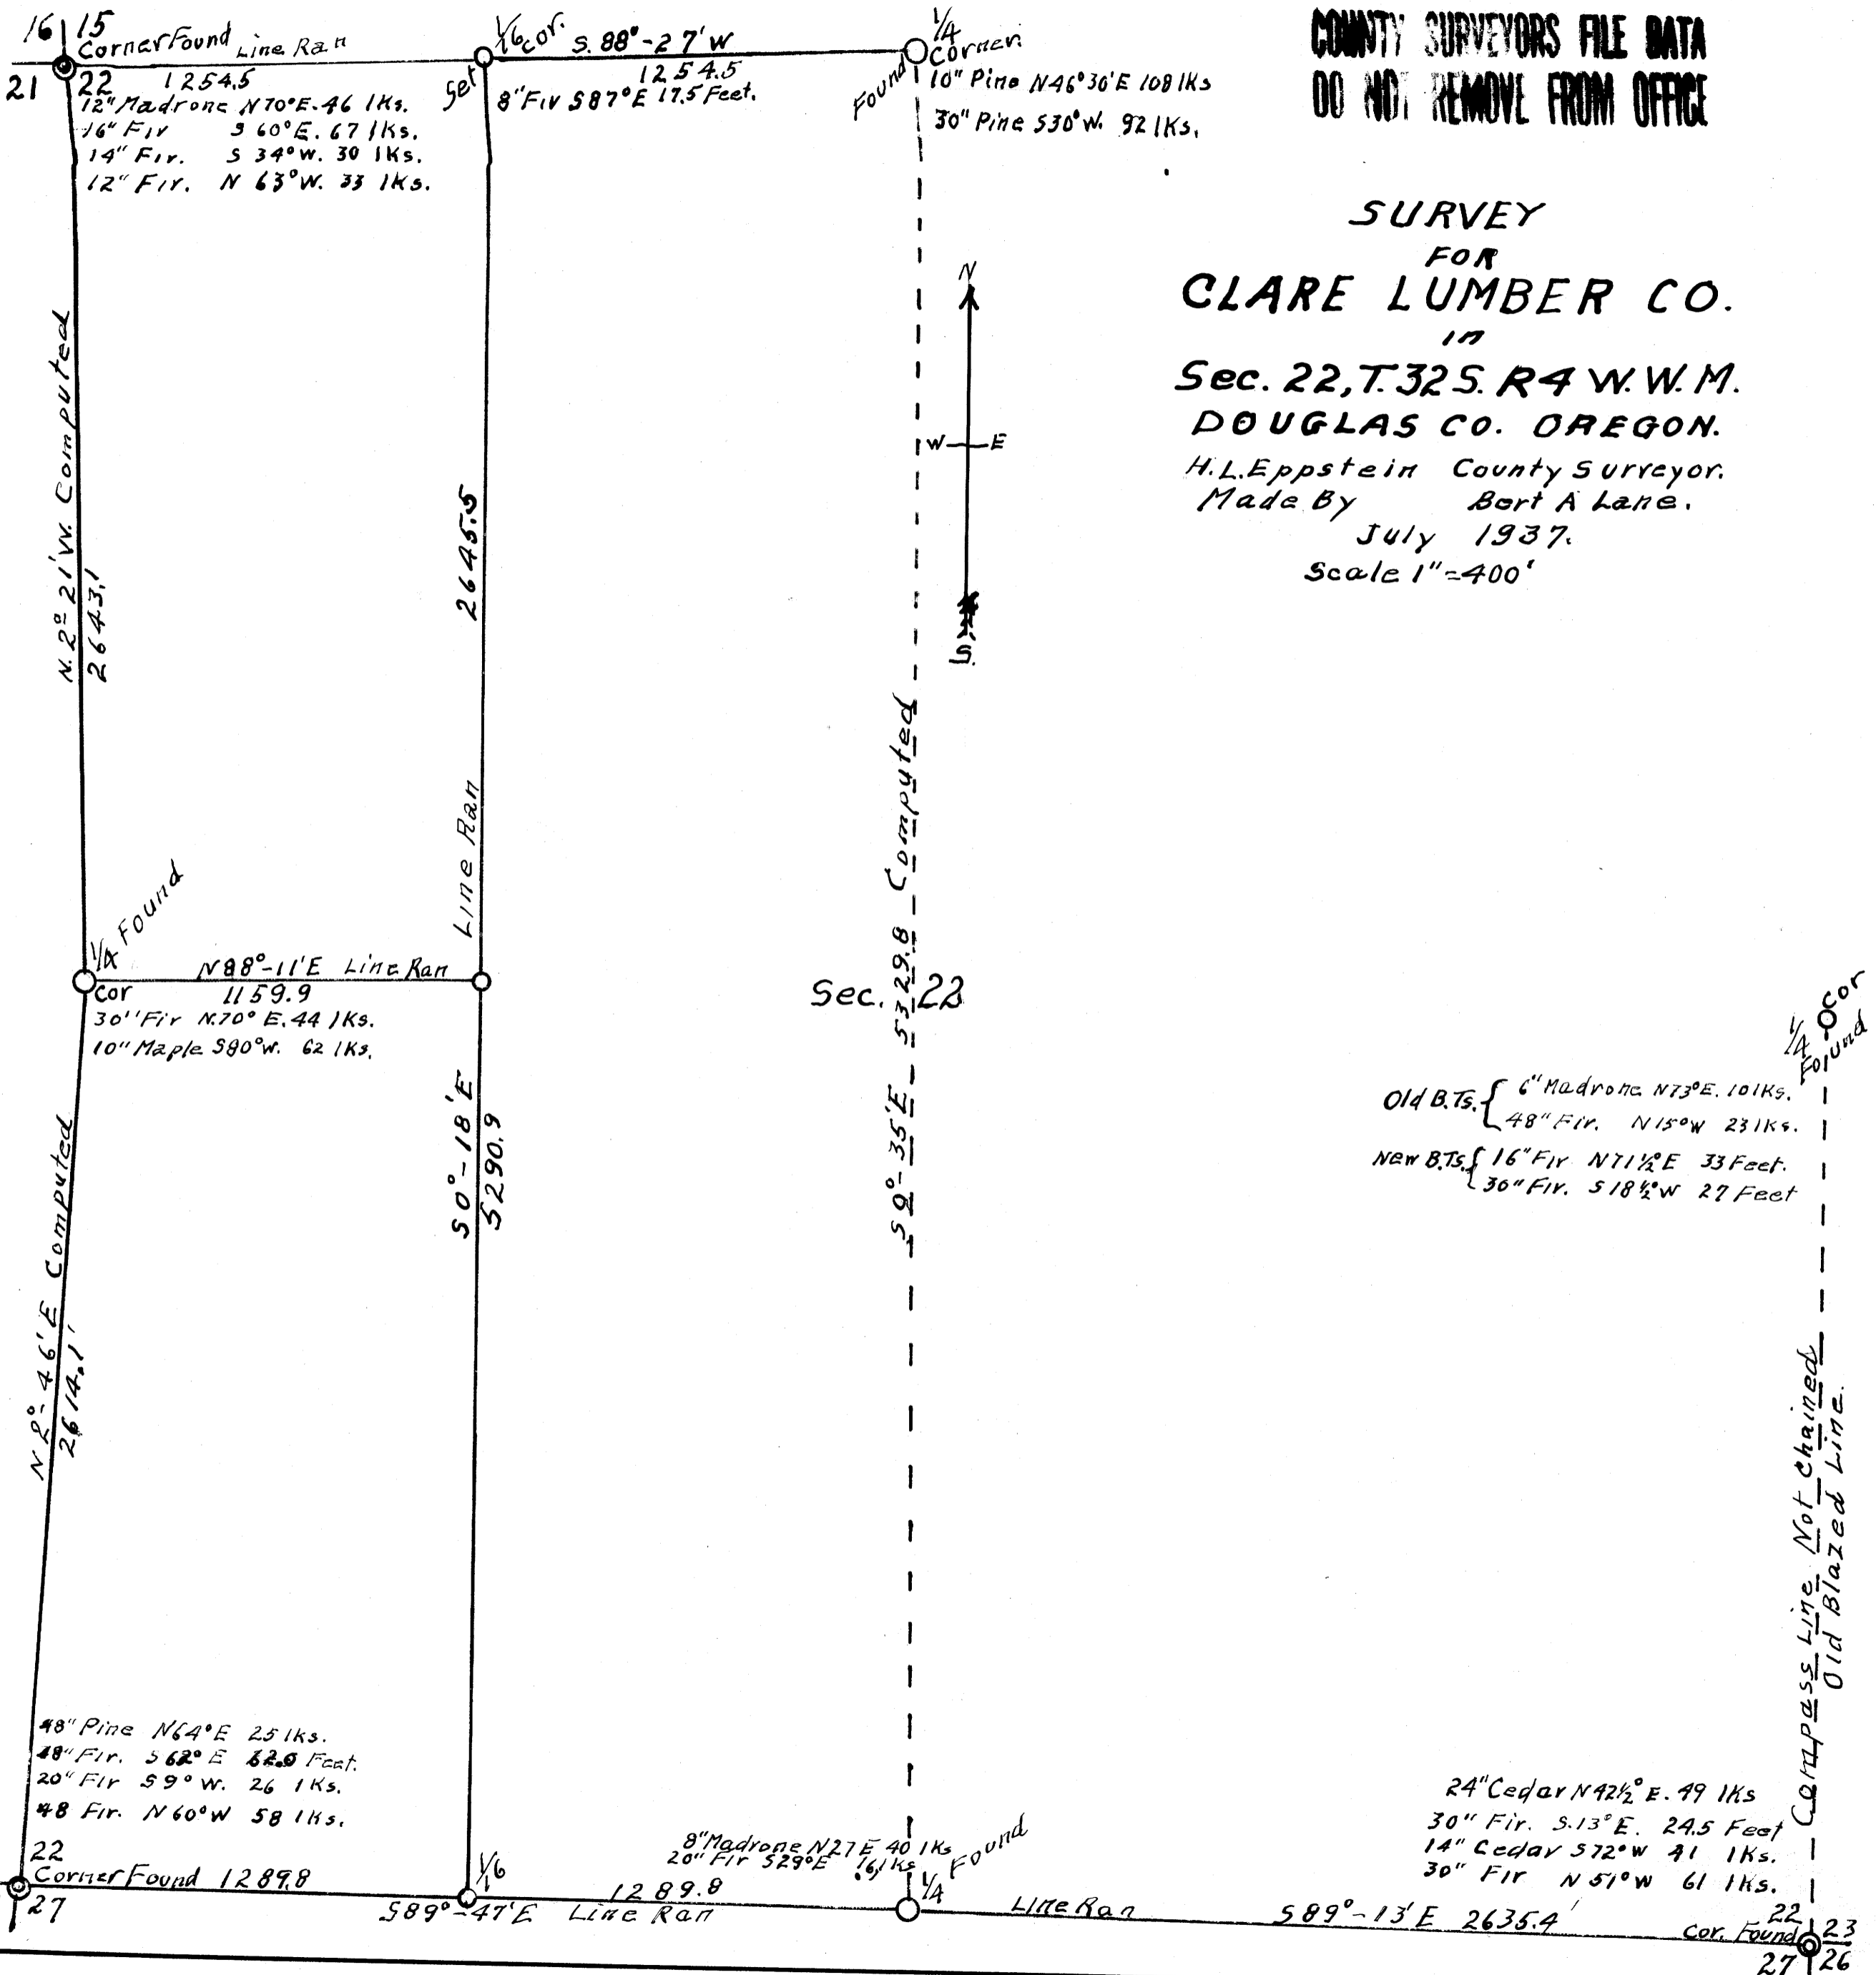 COUNTY SURVEYORS FILE DATA
DO NOT REMOVE FROM OFFICE
16 15
21 22
Corner Found Line Ran
1254.5
12" Madrone N70°E. 46 lks.
16" Fir S 60°E. 67 lks.
14" Fir. S 34°W. 30 lks.
12" Fir. N 63°W. 33 lks.
1/16 cor.
Set
S. 88°-27'W
1254.5
8" Fir S87°E 17.5 Feet.
1/4 Corner.
Found
10" Pine N46°30'E 108 lks
30" Pine S30°W. 92 lks.
SURVEY
FOR
CLARE LUMBER CO.
in
Sec. 22, T. 32 S. R4 W. W. M.
DOUGLAS CO. OREGON.
H.L. Eppstein County Surveyor.
Made By Bert A Lane.
July 1937.
Scale 1"=400'
N
W E
S.
N. 2°-21'W. Computed
2643.1
2645.5
Line Ran
S0°-35'E 5329.8 Computed
1/4 Found
Cor
N88°-11'E Line Ran
1159.9
30" Fir N.70°E. 44 lks.
10" Maple S80°W. 62 lks.
Sec. 22
1/4 Cor
Found
Old B.Ts. { 6" Madrone N73°E. 10 lks.
48" Fir. N15°W 23 lks.
New B.Ts. { 16" Fir N71½°E 33 Feet.
36" Fir. S18½°W 27 Feet
S0°-18'E
5290.9
N 2°-46'E Computed
2614.1'
Compass Line Not Chained
Old Blazed Line.
48" Pine N64°E 25 lks.
48" Fir. S62°E Feet.
20" Fir S9°W. 26 lks.
48 Fir. N60°W 58 lks.
22
27
Corner Found 1289.8
1/16
S89°-47'E Line Ran
8" Madrone N27E 40 lks
20" Fir S29°E 16 lks
1289.8
1/4 Found
Line Ran S89°-13'E 2635.4'
24" Cedar N42½°E. 49 lks
30" Fir. S.13°E. 24.5 Feet
14" Cedar S72°W 41 lks.
30" Fir N51°W 61 lks.
Cor. Found
22 23
27 26